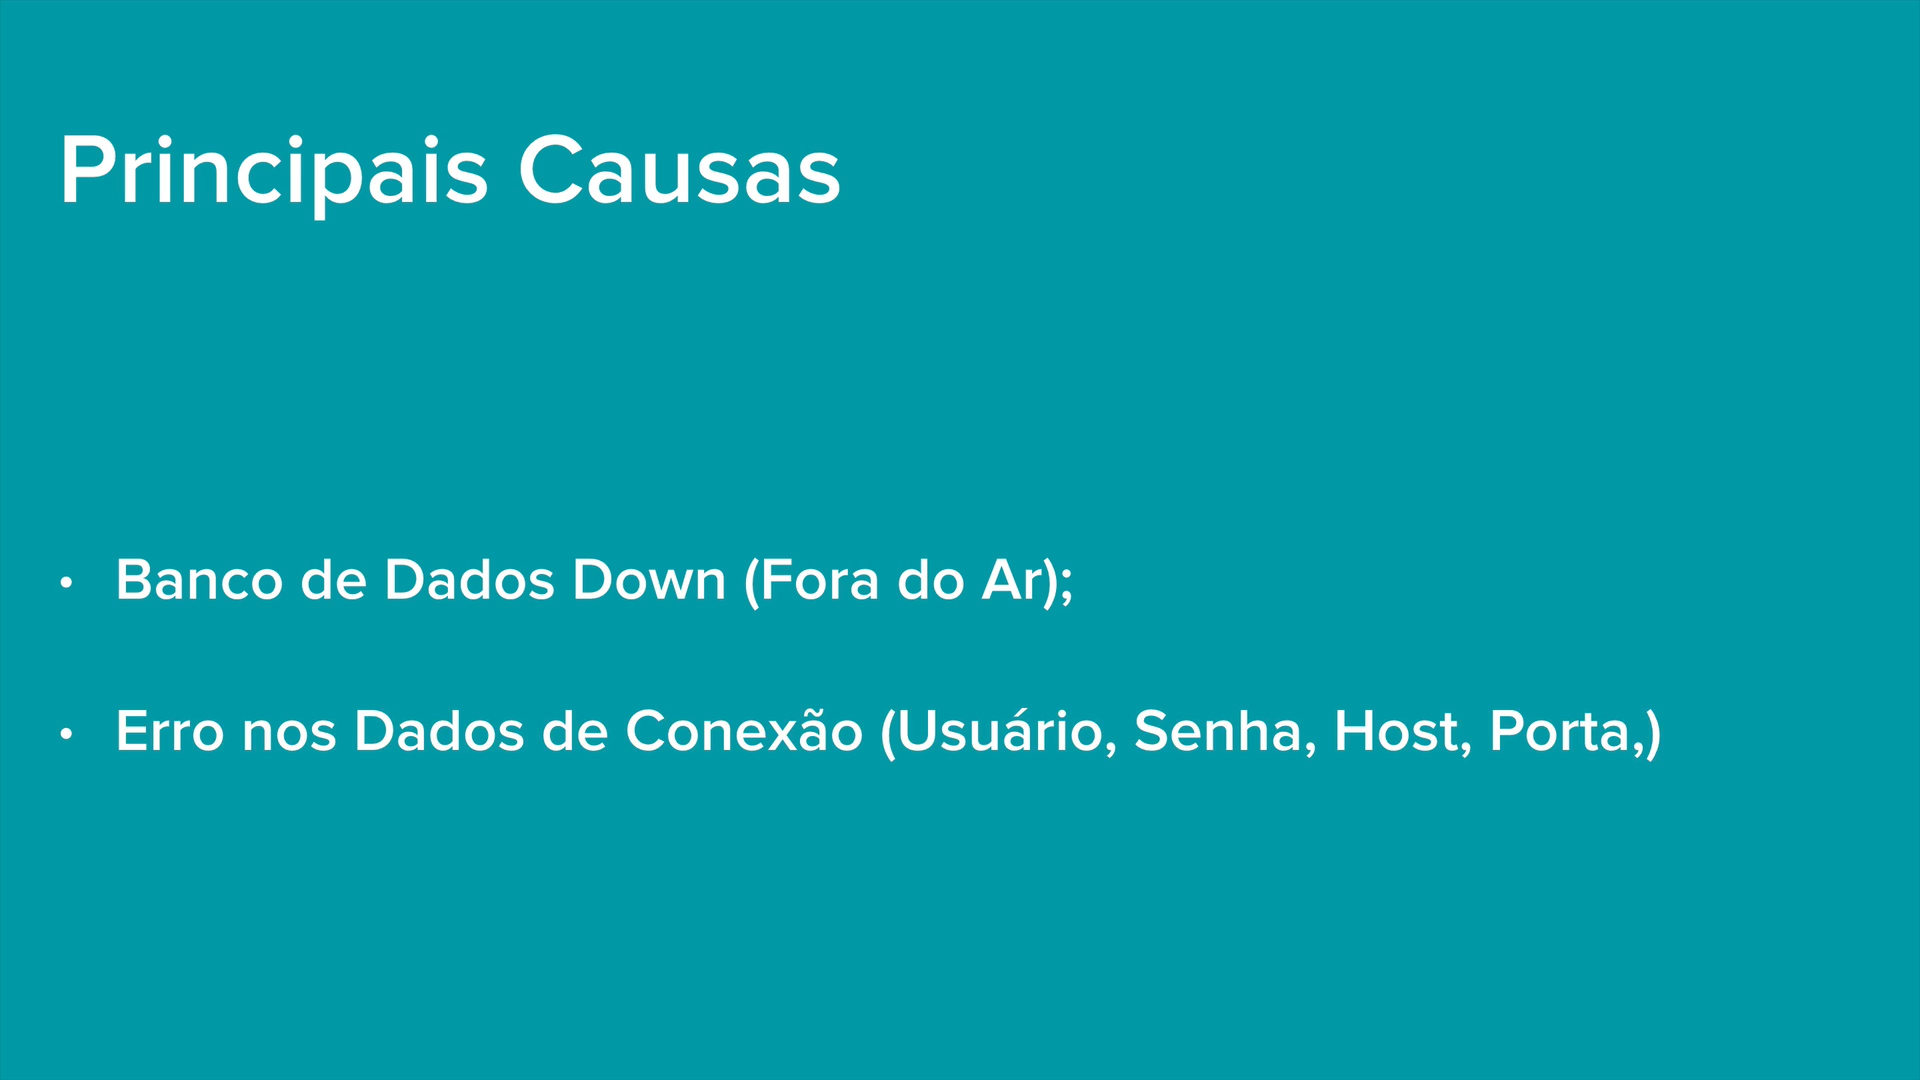 Principais Causas
• Banco de Dados Down (Fora do Ar);
• Erro nos Dados de Conexão (Usuário, Senha, Host, Porta,)